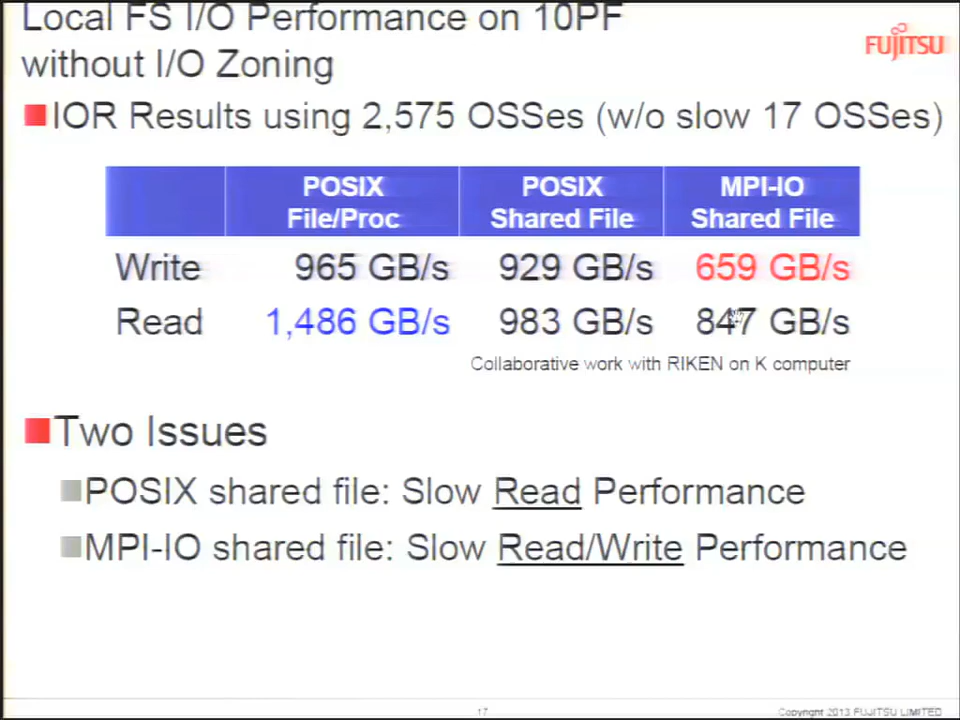 Local FS I/O Performance on 10PF
without I/O Zoning
FUJITSU
IOR Results using 2,575 OSSes (w/o slow 17 OSSes)
POSIX File/Proc POSIX Shared File MPI-IO Shared File
Write 965 GB/s 929 GB/s 659 GB/s
Read 1,486 GB/s 983 GB/s 847 GB/s
Collaborative work with RIKEN on K computer
Two Issues
POSIX shared file: Slow Read Performance
MPI-IO shared file: Slow Read/Write Performance
17
Copyright 2013 FUJITSU LIMITED